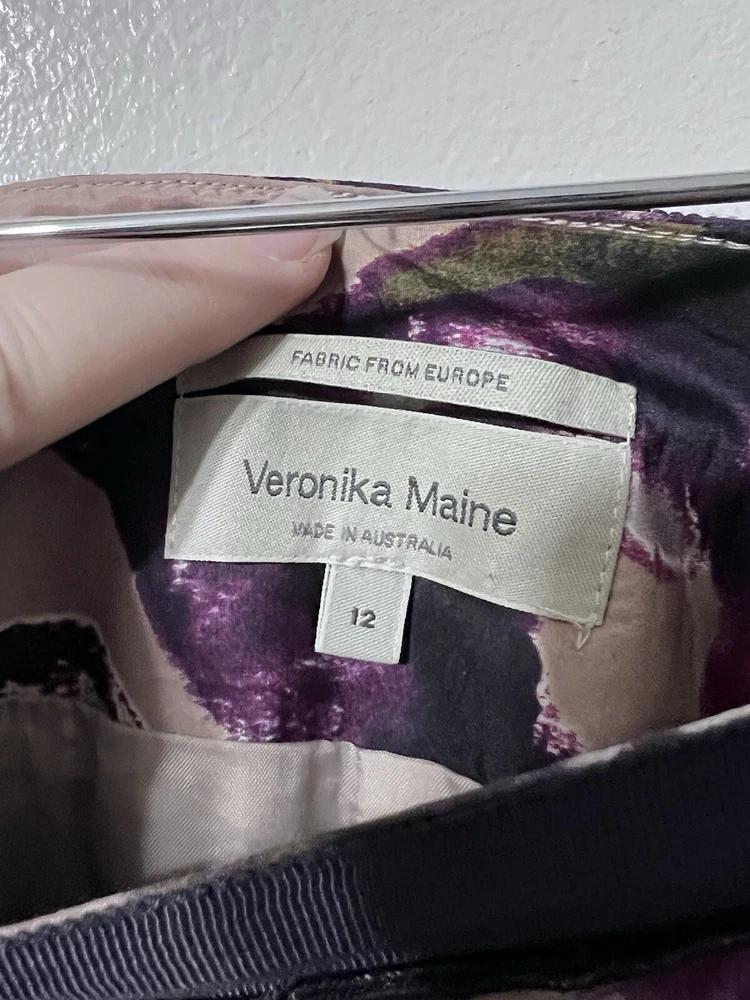 FABRIC FROM EUROPE
Veronika Maine
MADE IN AUSTRALIA
12